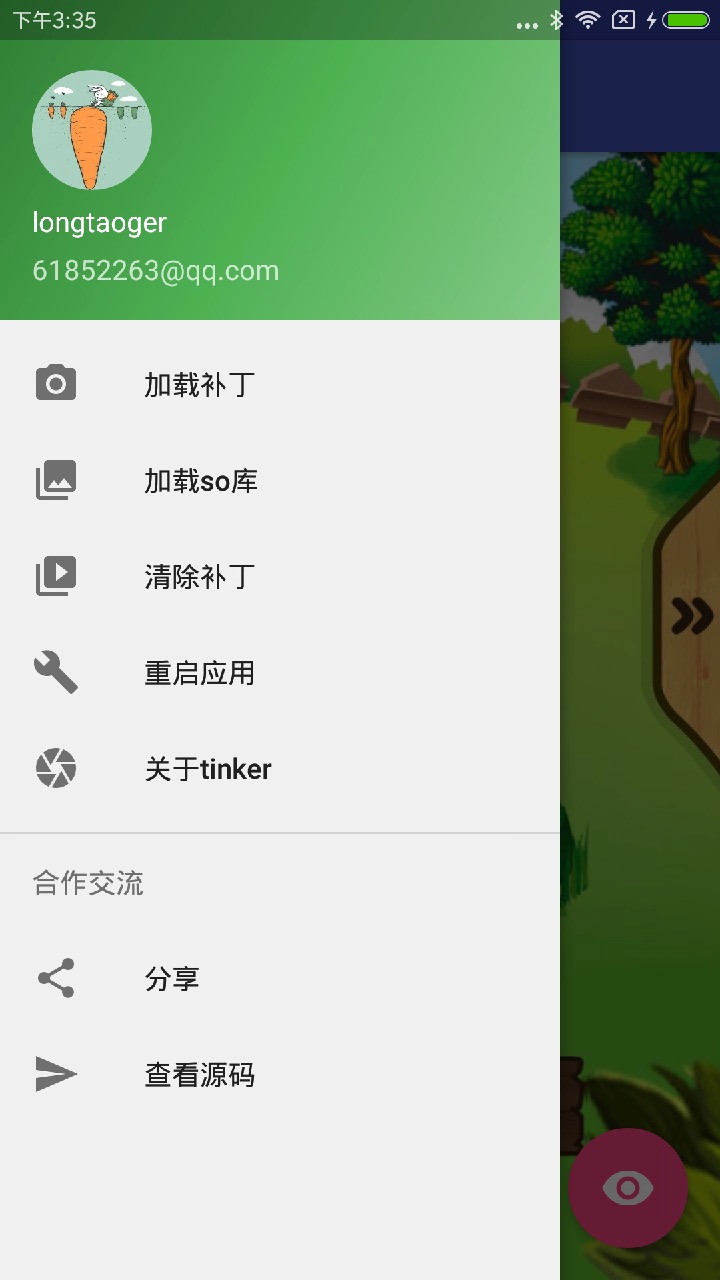 下午3:35
longtaoger
61852263@qq.com
加载补丁
加载so库
清除补丁
重启应用
关于tinker
合作交流
分享
查看源码